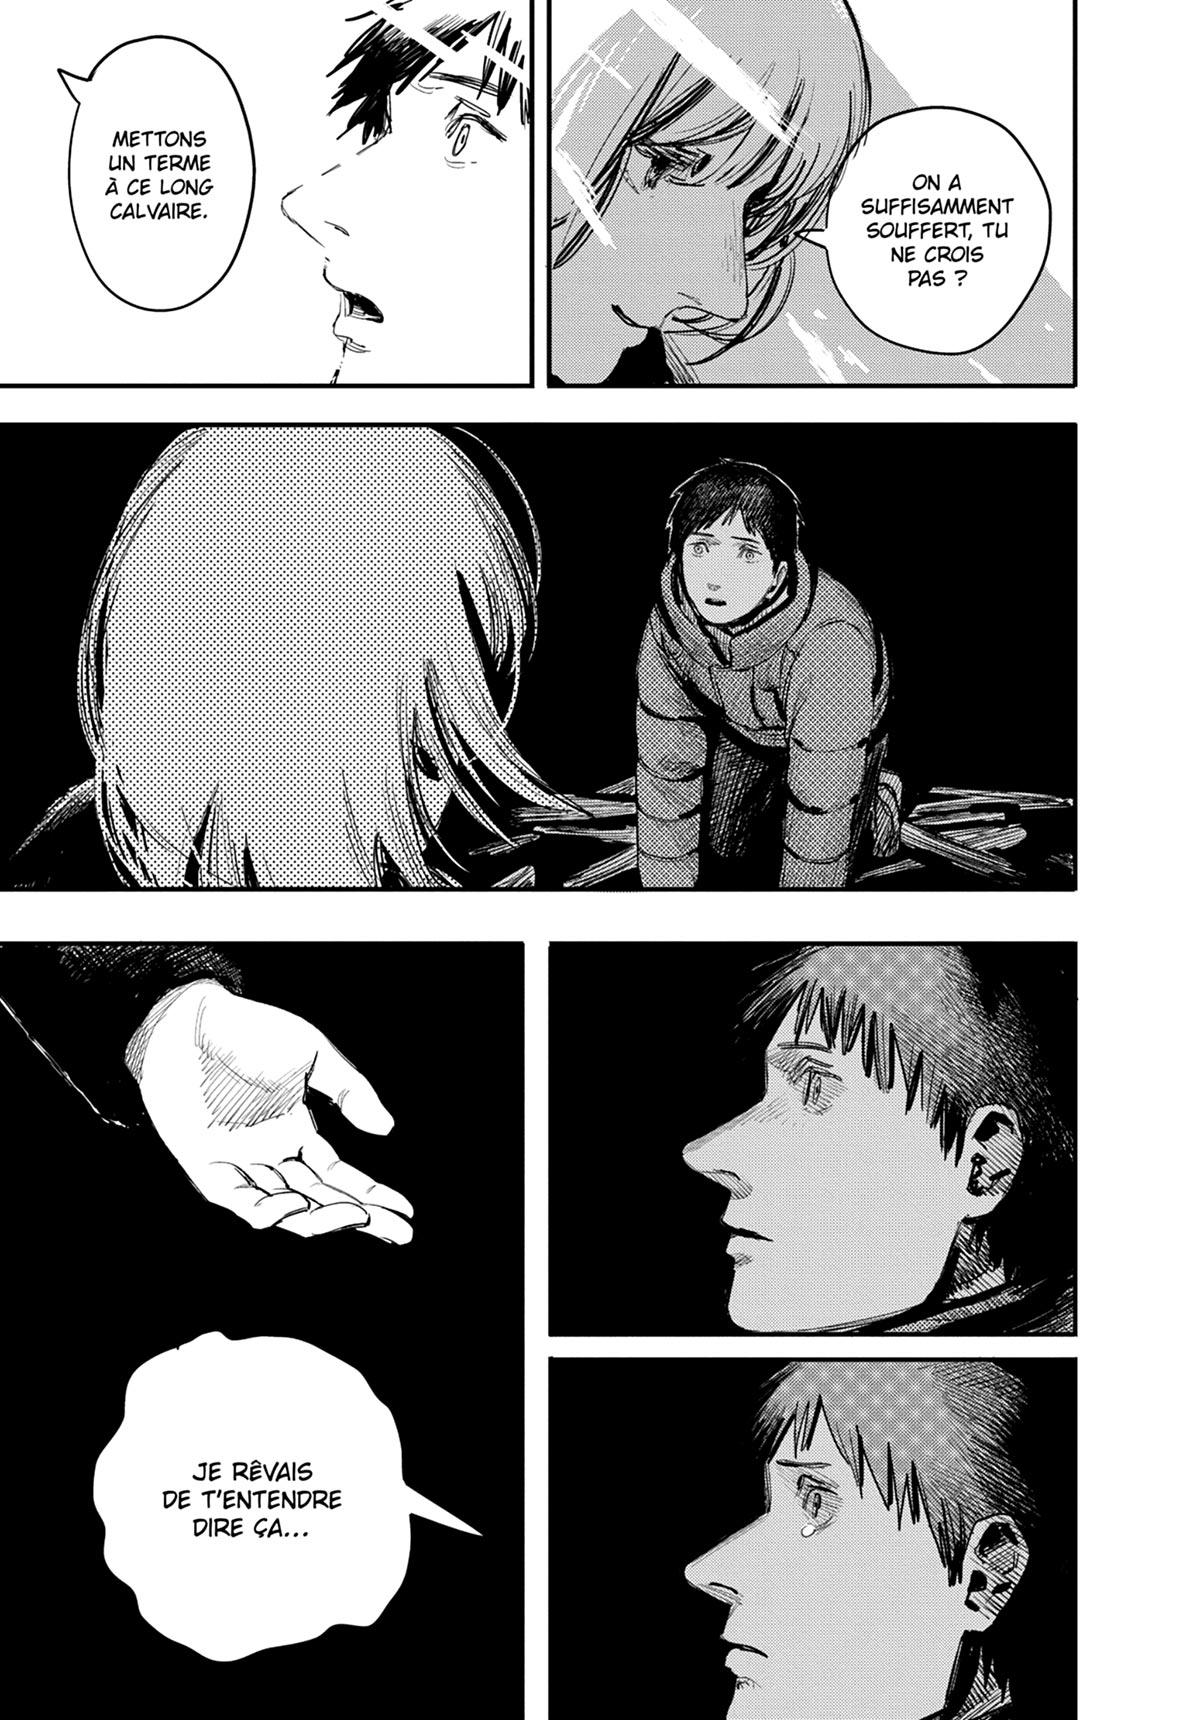 ON A
SUFFISAMMENT
SOUFFERT, TU
NE CROIS
PAS ?
METTONS
UN TERME
À CE LONG
CALVAIRE.
JE RÊVAIS
DE T'ENTENDRE
DIRE ÇA...